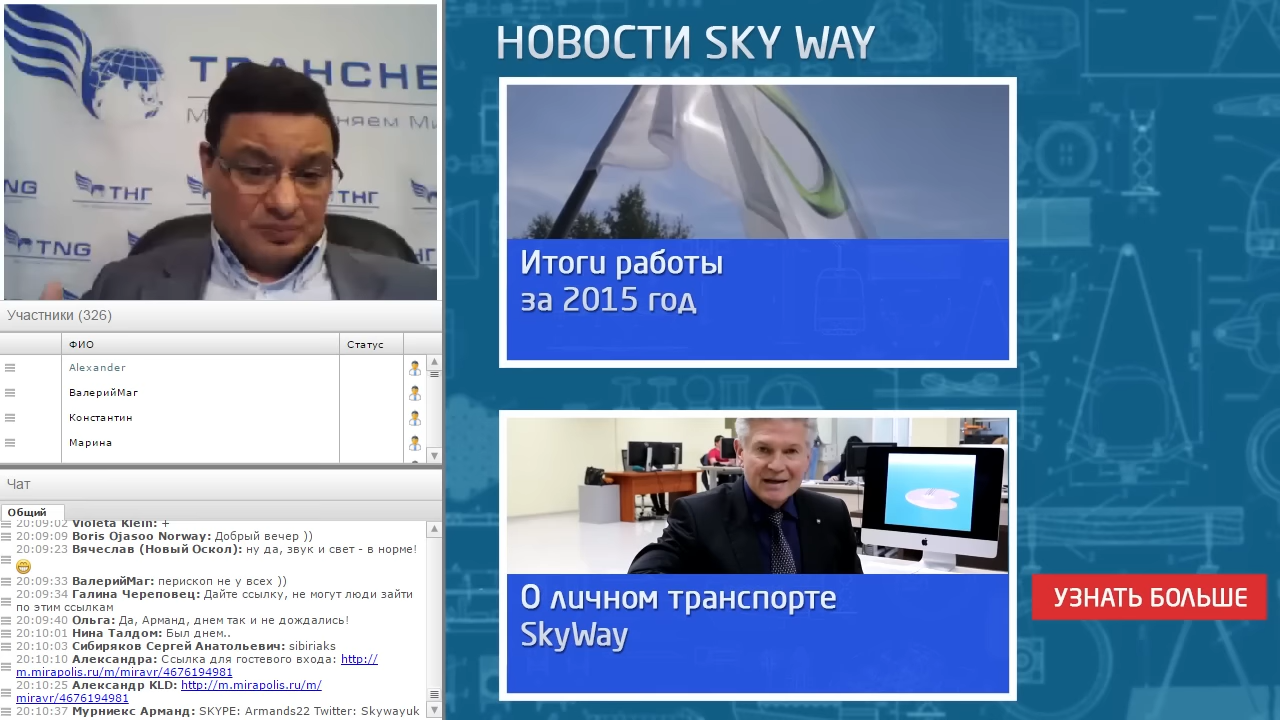 ТРАНСНЕ
няем Ми
NG
ТНГ
ТНГ
TNG
TNG
Участники (326)
ФИО
Статус
Alexander
ВалерийМаг
Константин
Марина
Чат
Общий
20:09:02 Violeta Klein: +
20:09:09 Boris Ojasoo Norway: Добрый вечер ))
20:09:23 Вячеслав (Новый Оскол): ну да, звук и свет - в норме!
20:09:33 ВалерийМаг: перископ не у всех ))
20:09:34 Галина Череповец: Дайте ссылку, не могут люди зайти
по этим ссылкам
20:09:40 Ольга: Да, Арманд, днем так и не дождались!
20:10:01 Нина Талдом: Был днем..
20:10:03 Сибиряков Сергей Анатольевич: sibiriaks
20:10:10 Александра: Ссылка для гостевого входа: http://
m.mirapolis.ru/m/miravr/4676194981
20:10:25 Александр KLD: http://m.mirapolis.ru/m/
miravr/4676194981
20:10:37 Мурниекс Арманд: SKYPE: Armands22 Twitter: Skywayuk
НОВОСТИ SKY WAY
Итоги работы
за 2015 год
О личном транспорте
SkyWay
УЗНАТЬ БОЛЬШЕ